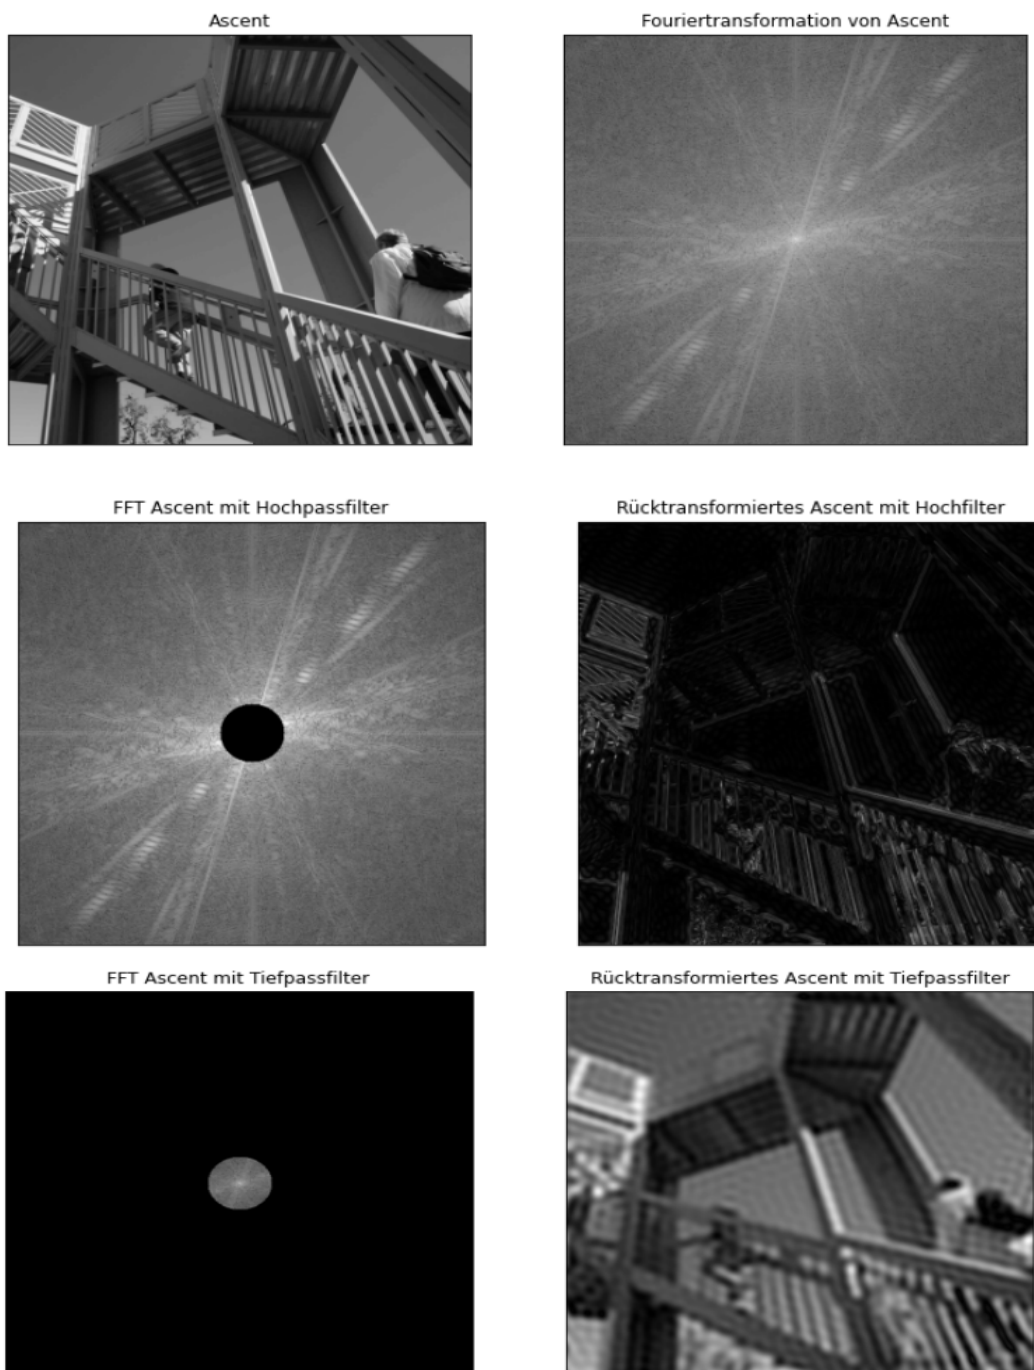 Ascent
Fouriertransformation von Ascent
FFT Ascent mit Hochpassfilter
Rücktransformiertes Ascent mit Hochfilter
FFT Ascent mit Tiefpassfilter
Rücktransformiertes Ascent mit Tiefpassfilter